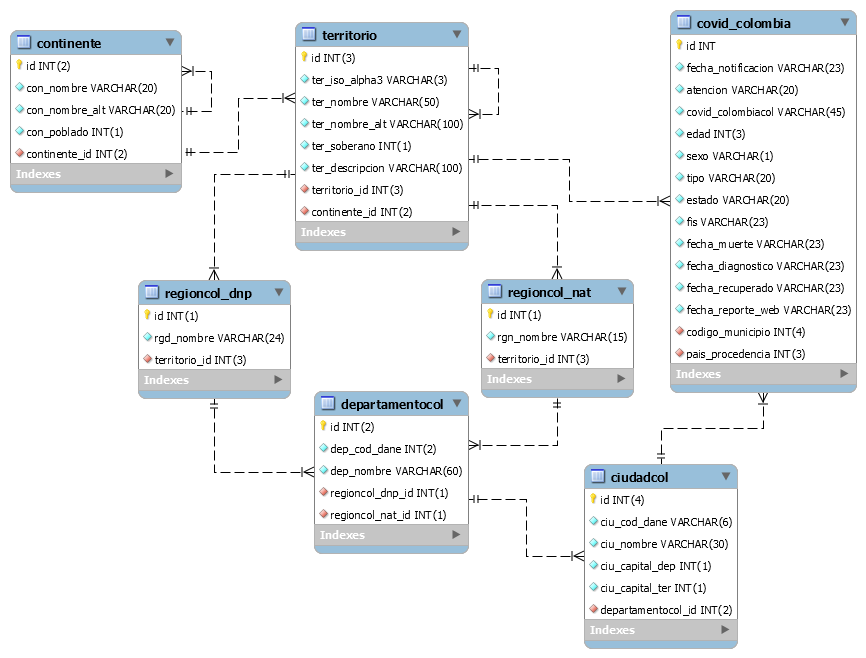 continente
id INT(2)
con_nombre VARCHAR(20)
con_nombre_alt VARCHAR(20)
con_poblado INT(1)
continente_id INT(2)
Indexes
territorio
id INT(3)
ter_iso_alpha3 VARCHAR(3)
ter_nombre VARCHAR(50)
ter_nombre_alt VARCHAR(100)
ter_soberano INT(1)
ter_descripcion VARCHAR(100)
territorio_id INT(3)
continente_id INT(2)
Indexes
covid_colombia
id INT
fecha_notificacion VARCHAR(23)
atencion VARCHAR(20)
covid_colombiacol VARCHAR(45)
edad INT(3)
sexo VARCHAR(1)
tipo VARCHAR(20)
estado VARCHAR(20)
fis VARCHAR(23)
fecha_muerte VARCHAR(23)
fecha_diagnostico VARCHAR(23)
fecha_recuperado VARCHAR(23)
fecha_reporte_web VARCHAR(23)
codigo_municipio INT(4)
pais_procedencia INT(3)
Indexes
regioncol_dnp
id INT(1)
rgd_nombre VARCHAR(24)
territorio_id INT(3)
Indexes
regioncol_nat
id INT(1)
rgn_nombre VARCHAR(15)
territorio_id INT(3)
Indexes
departamentocol
id INT(2)
dep_cod_dane INT(2)
dep_nombre VARCHAR(60)
regioncol_dnp_id INT(1)
regioncol_nat_id INT(1)
Indexes
ciudadcol
id INT(4)
ciu_cod_dane VARCHAR(6)
ciu_nombre VARCHAR(30)
ciu_capital_dep INT(1)
ciu_capital_ter INT(1)
departamentocol_id INT(2)
Indexes